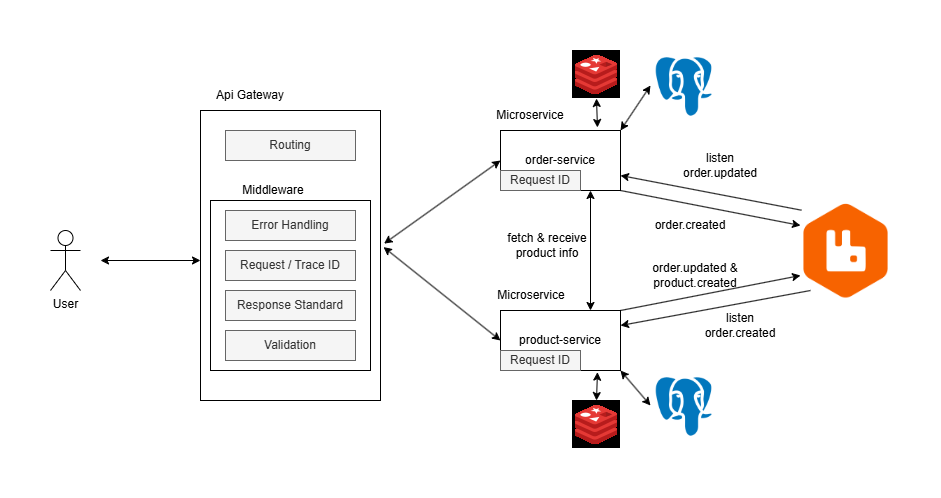 Api Gateway
Routing
Middleware
Error Handling
Request / Trace ID
Response Standard
Validation
User
Microservice
order-service
Request ID
fetch & receive
product info
Microservice
product-service
Request ID
listen
order.updated
order.created
order.updated &
product.created
listen
order.created